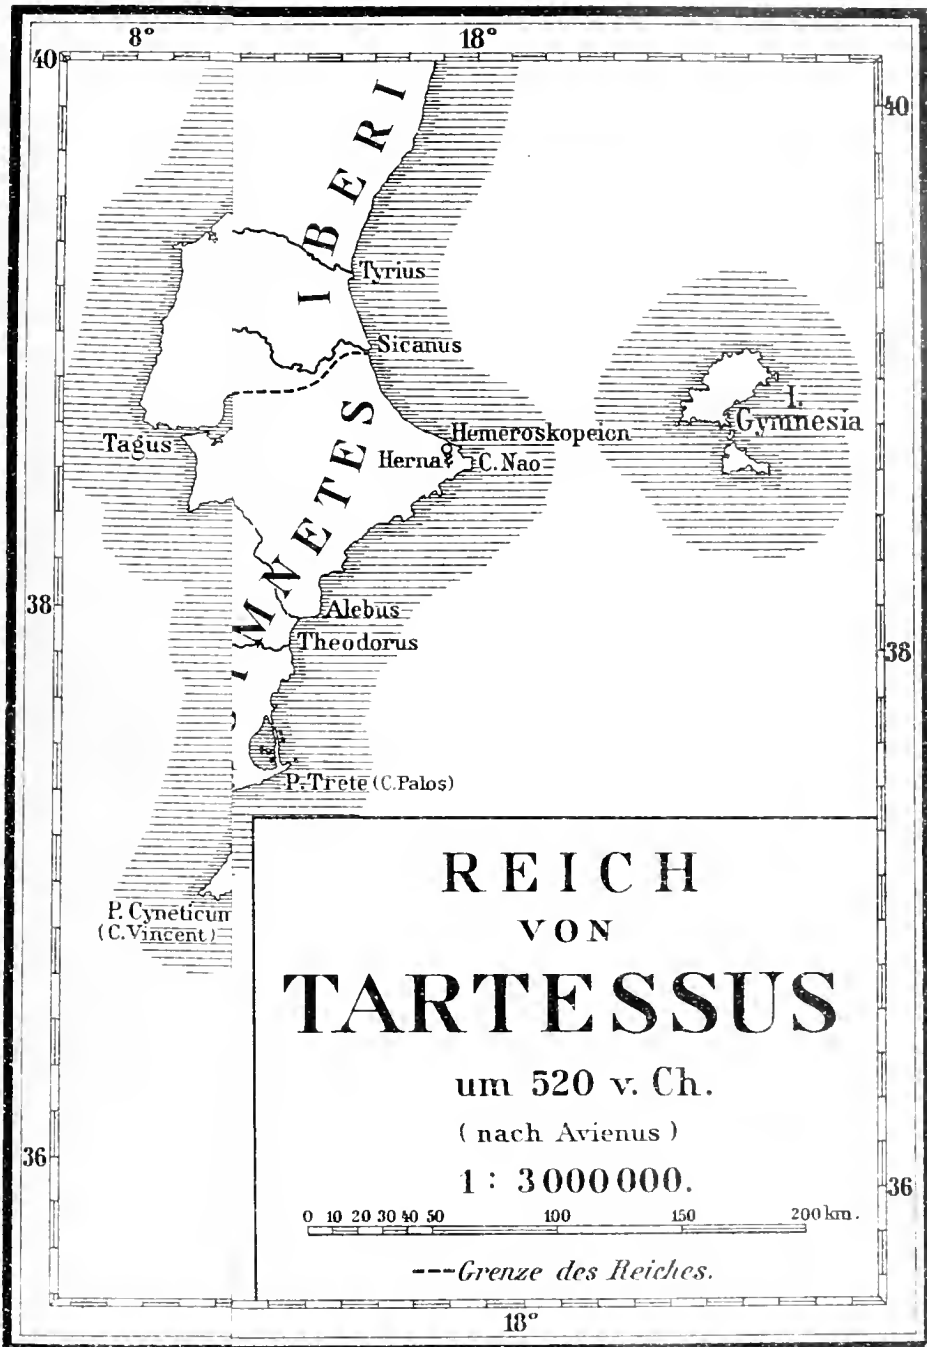 8° 18°
40
40
IBERI
Tyrius
Sicanus
I.
Gymnesia
Hemeroskopeion
Tagus
Herna
C. Nao
MNETES
38
Alebus
Theodorus
38
P. Trete (C. Palos)
P. Cyneticum
(C. Vincent)
REICH
VON
TARTESSUS
um 520 v. Ch.
( nach Avienus )
36
1 : 3000000.
36
0 10 20 30 40 50 100 150 200 km.
Grenze des Reiches.
18°